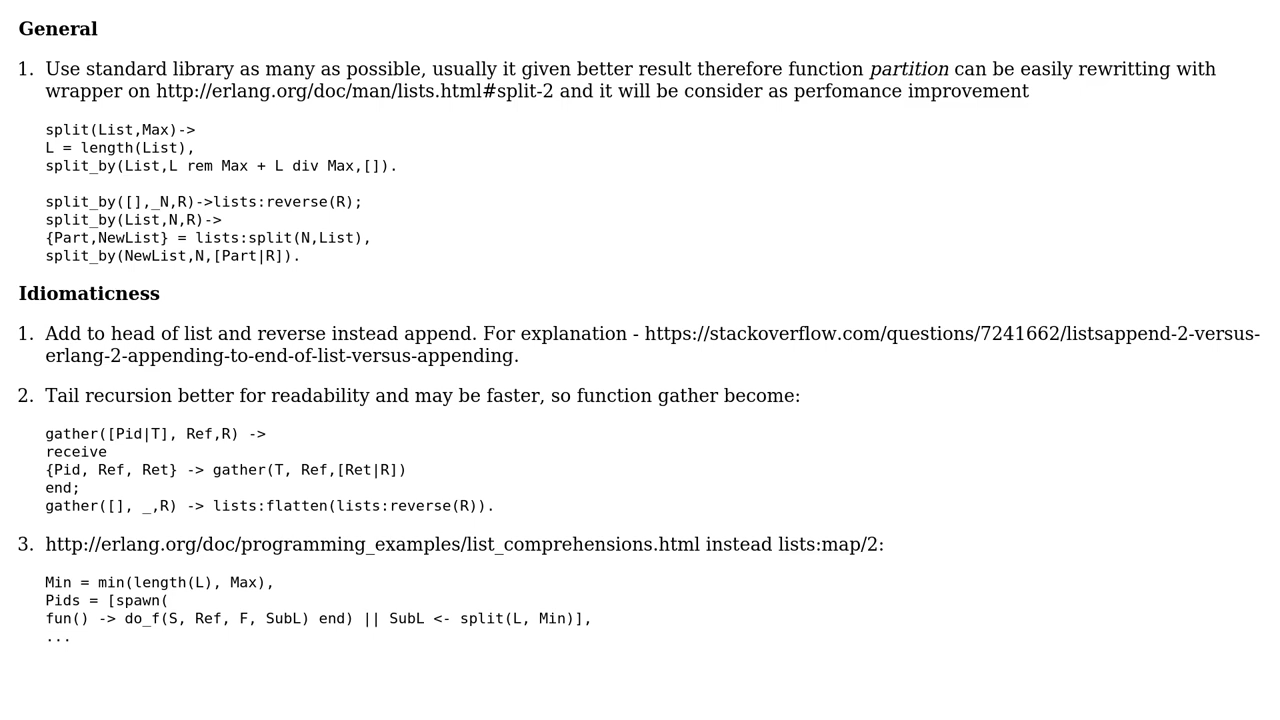 General
1. Use standard library as many as possible, usually it given better result therefore function partition can be easily rewritting with
wrapper on http://erlang.org/doc/man/lists.html#split-2 and it will be consider as perfomance improvement
split(List,Max)->
L = length(List),
split_by(List,L rem Max + L div Max,[]).
split_by([],_N,R)->lists:reverse(R);
split_by(List,N,R)->
{Part,NewList} = lists:split(N,List),
split_by(NewList,N,[Part|R]).
Idiomaticness
1. Add to head of list and reverse instead append. For explanation - https://stackoverflow.com/questions/7241662/listsappend-2-versus-
erlang-2-appending-to-end-of-list-versus-appending.
2. Tail recursion better for readability and may be faster, so function gather become:
gather([Pid|T], Ref,R) ->
receive
{Pid, Ref, Ret} -> gather(T, Ref,[Ret|R])
end;
gather([], _,R) -> lists:flatten(lists:reverse(R)).
3. http://erlang.org/doc/programming_examples/list_comprehensions.html instead lists:map/2:
Min = min(length(L), Max),
Pids = [spawn(
fun() -> do_f(S, Ref, F, SubL) end) || SubL <- split(L, Min)],
...